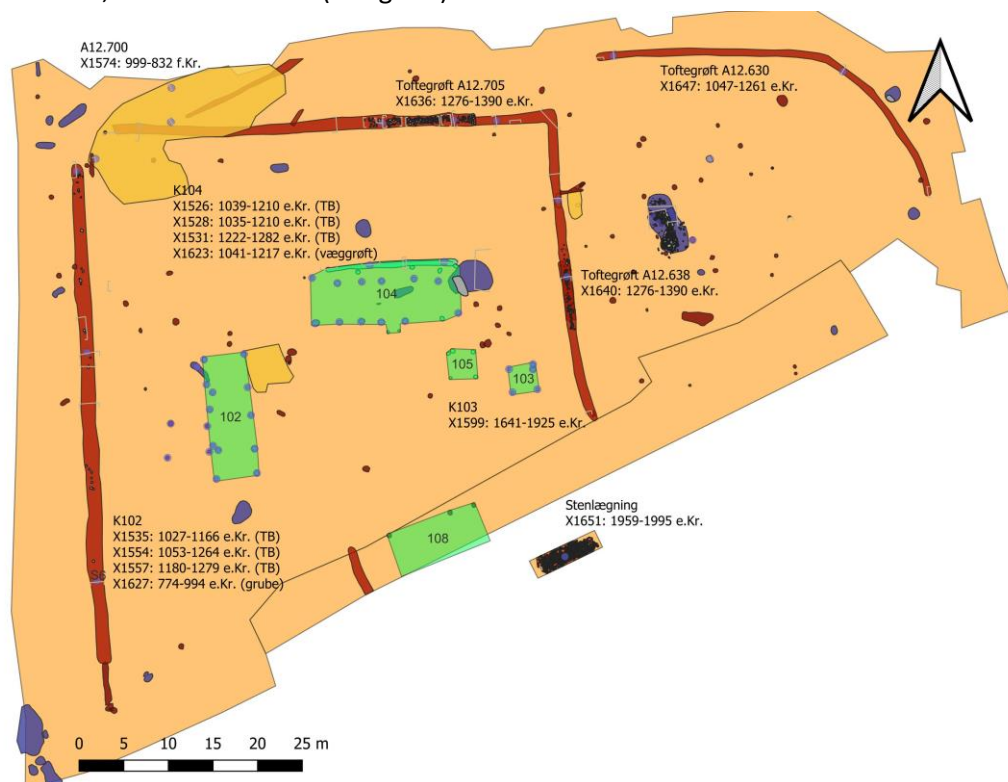 A12.700
X1574: 999-832 f.Kr.
Toftegrøft A12.705
X1636: 1276-1390 e.Kr.
Toftegrøft A12.630
X1647: 1047-1261 e.Kr.
K104
X1526: 1039-1210 e.Kr. (TB)
X1528: 1035-1210 e.Kr. (TB)
X1531: 1222-1282 e.Kr. (TB)
X1623: 1041-1217 e.Kr. (væggrøft)
Toftegrøft A12.638
X1640: 1276-1390 e.Kr.
104
105
103
102
K103
X1599: 1641-1925 e.Kr.
Stenlægning
X1651: 1959-1995 e.Kr.
108
K102
X1535: 1027-1166 e.Kr. (TB)
X1554: 1053-1264 e.Kr. (TB)
X1557: 1180-1279 e.Kr. (TB)
X1627: 774-994 e.Kr. (grube)
S6
0 5 10 15 20 25 m